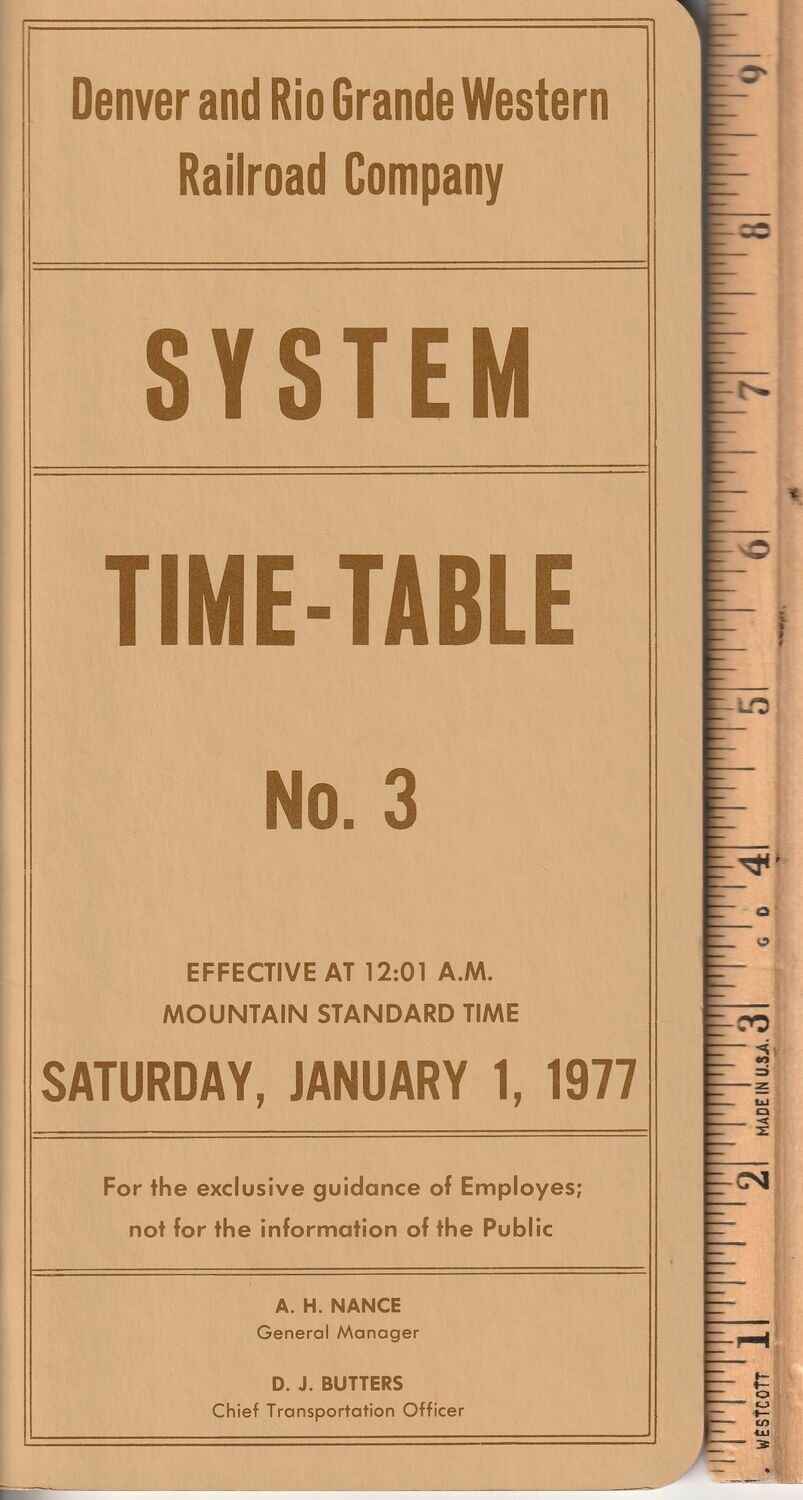 Denver and Rio Grande Western
Railroad Company
SYSTEM
TIME-TABLE
No. 3
EFFECTIVE AT 12:01 A.M.
MOUNTAIN STANDARD TIME
SATURDAY, JANUARY 1, 1977
For the exclusive guidance of Employes;
not for the information of the Public
A. H. NANCE
General Manager
D. J. BUTTERS
Chief Transportation Officer
WESTCOTT
1
2
MADE IN U.S.A.
3
G D
4
5
6
7
8
9